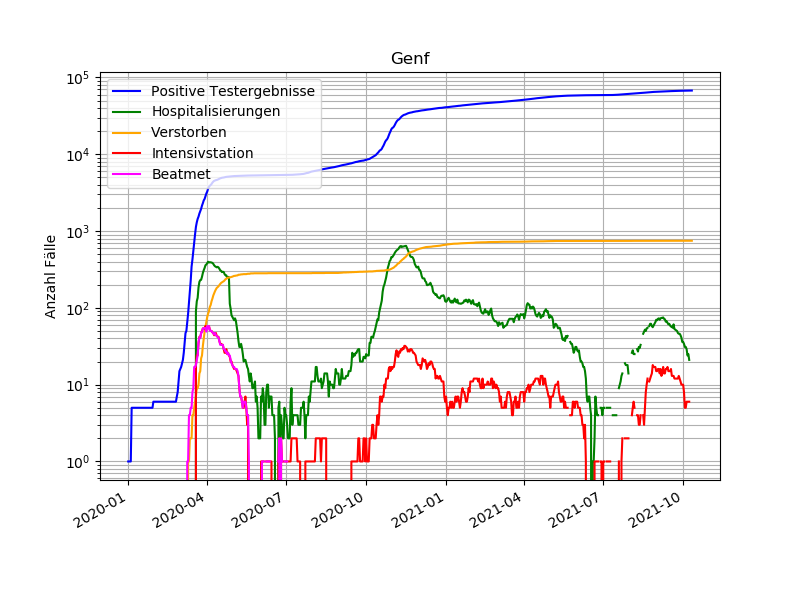 Genf
Anzahl Fälle
10^5
10^4
10^3
10^2
10^1
10^0
Positive Testergebnisse
Hospitalisierungen
Verstorben
Intensivstation
Beatmet
2020-01
2020-04
2020-07
2020-10
2021-01
2021-04
2021-07
2021-10